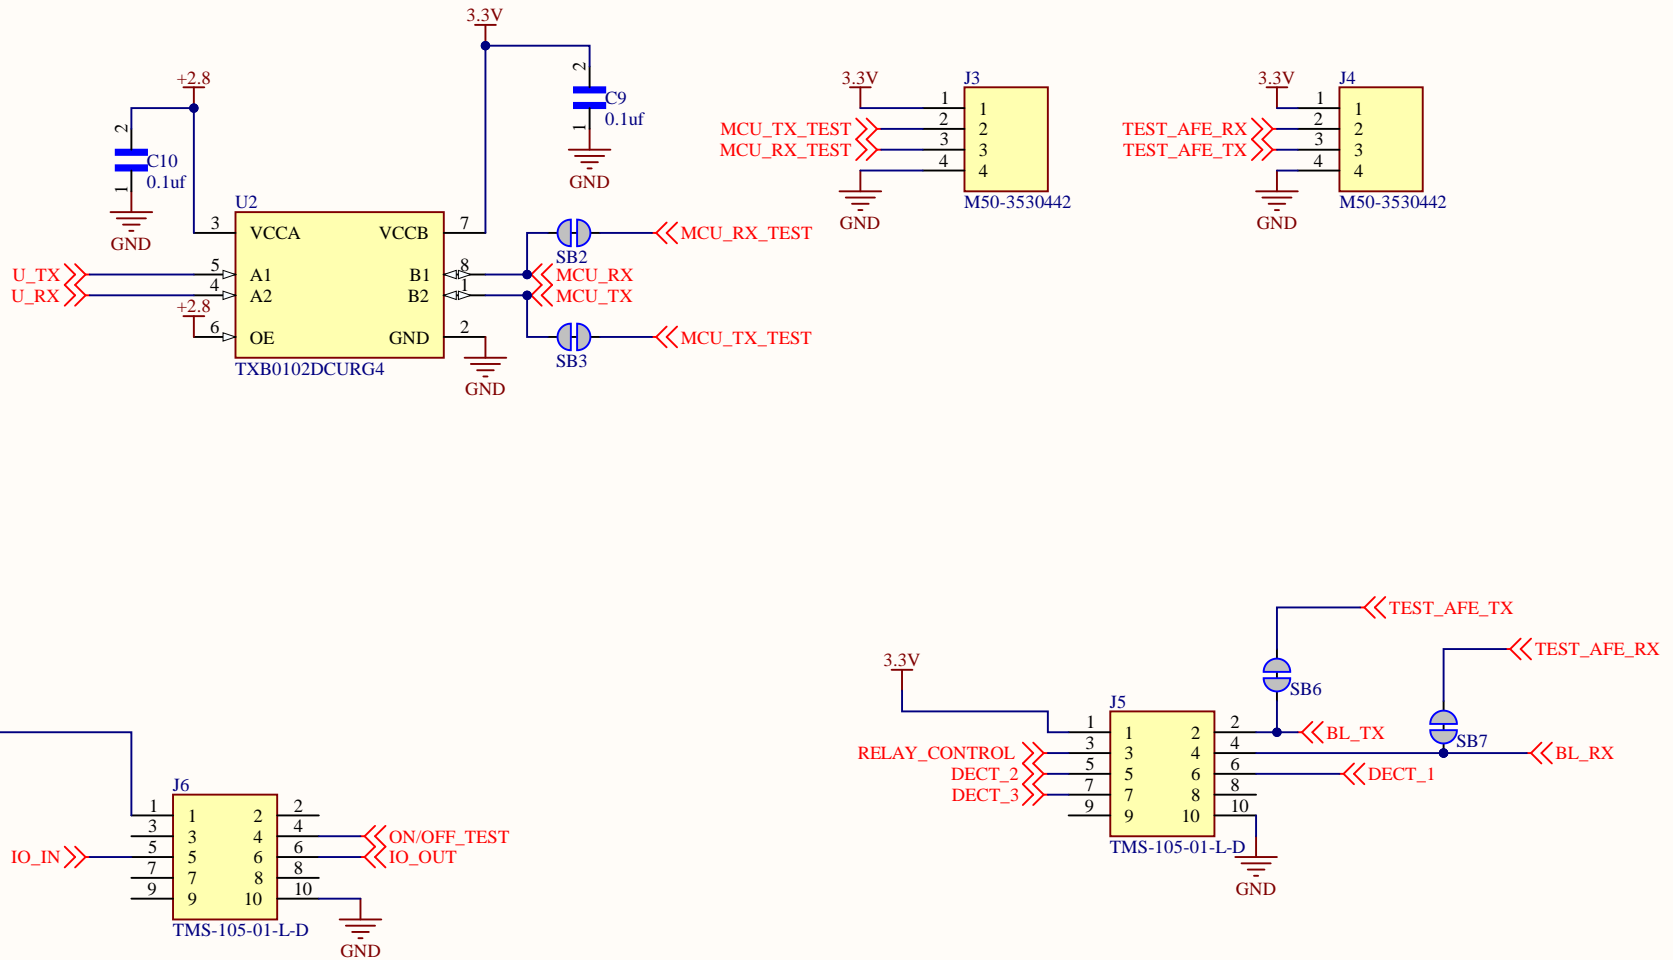 3.3V
+2.8
2
C9
0.1uf
1
GND
2
C10
0.1uf
1
GND
U2
3 VCCA VCCB 7
U_TX 5 A1 B1 8 MCU_RX
U_RX 4 A2 B2 1 MCU_TX
+2.8
6 OE GND 2
TXB0102DCURG4
GND
SB2
MCU_RX_TEST
SB3
MCU_TX_TEST
3.3V J3
1 1
MCU_TX_TEST 2 2
MCU_RX_TEST 3 3
4 4
GND
M50-3530442
3.3V J4
1 1
TEST_AFE_RX 2 2
TEST_AFE_TX 3 3
4 4
GND
M50-3530442
TEST_AFE_TX
TEST_AFE_RX
SB6
SB7
3.3V
J5
1 1 2 2 BL_TX
RELAY_CONTROL 3 3 4 4 BL_RX
DECT_2 5 5 6 6 DECT_1
DECT_3 7 7 8 8
9 9 10 10
TMS-105-01-L-D
GND
J6
1 1 2 2
3 3 4 4 ON/OFF_TEST
IO_IN 5 5 6 6 IO_OUT
7 7 8 8
9 9 10 10
TMS-105-01-L-D
GND